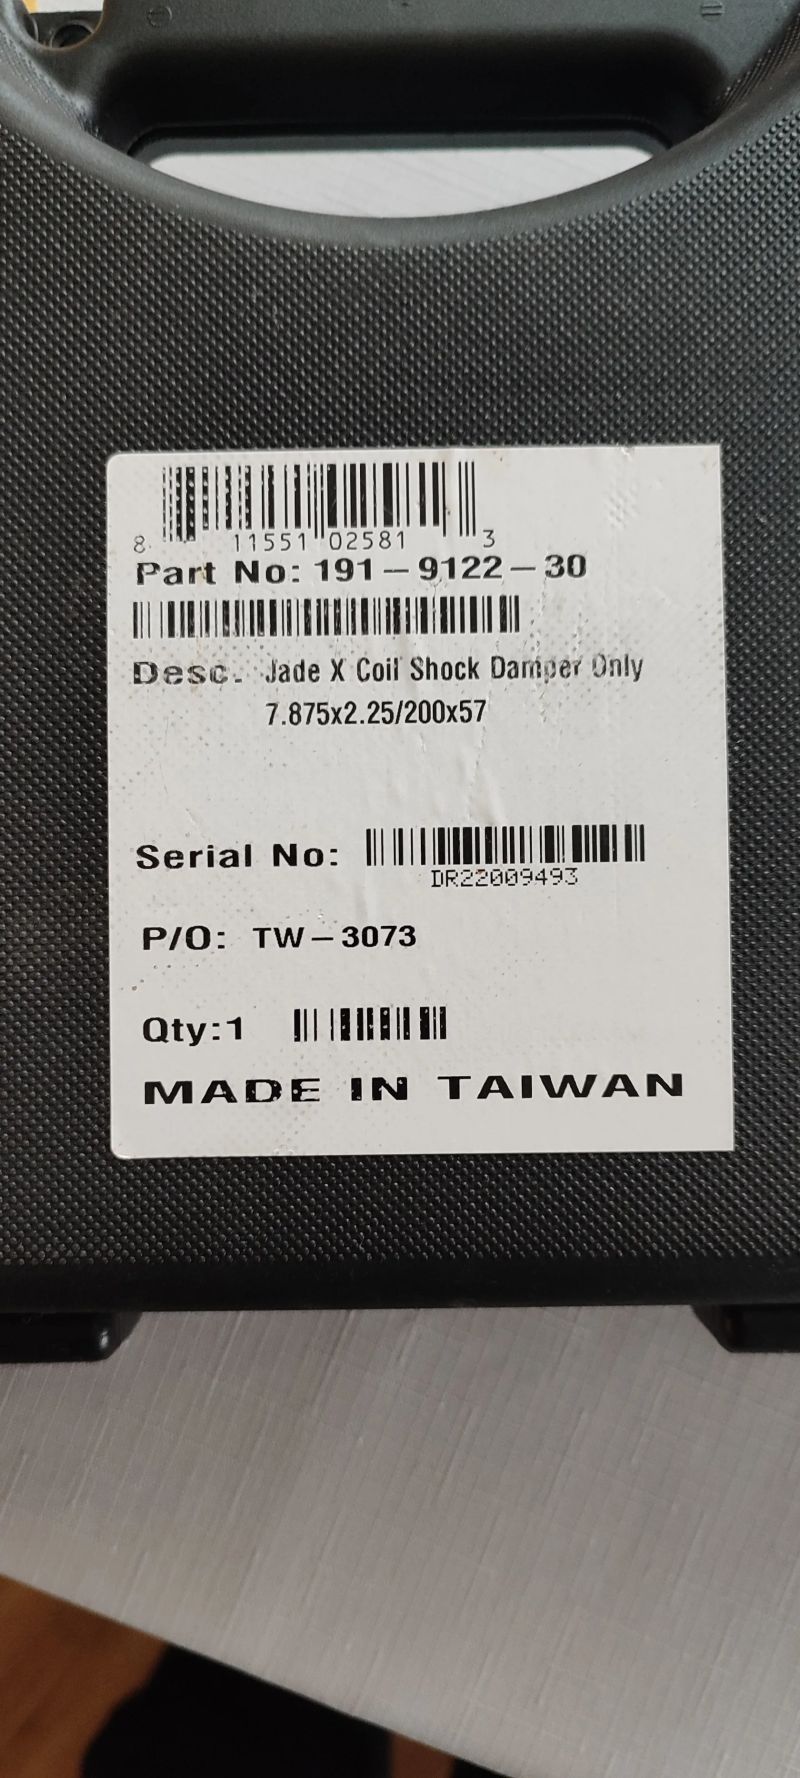 8 11551 02581 3
Part No: 191-9122-30
Desc. Jade X Coil Shock Damper Only
7.875x2.25/200x57
Serial No:
DR22009493
P/O: TW-3073
Qty:1
MADE IN TAIWAN